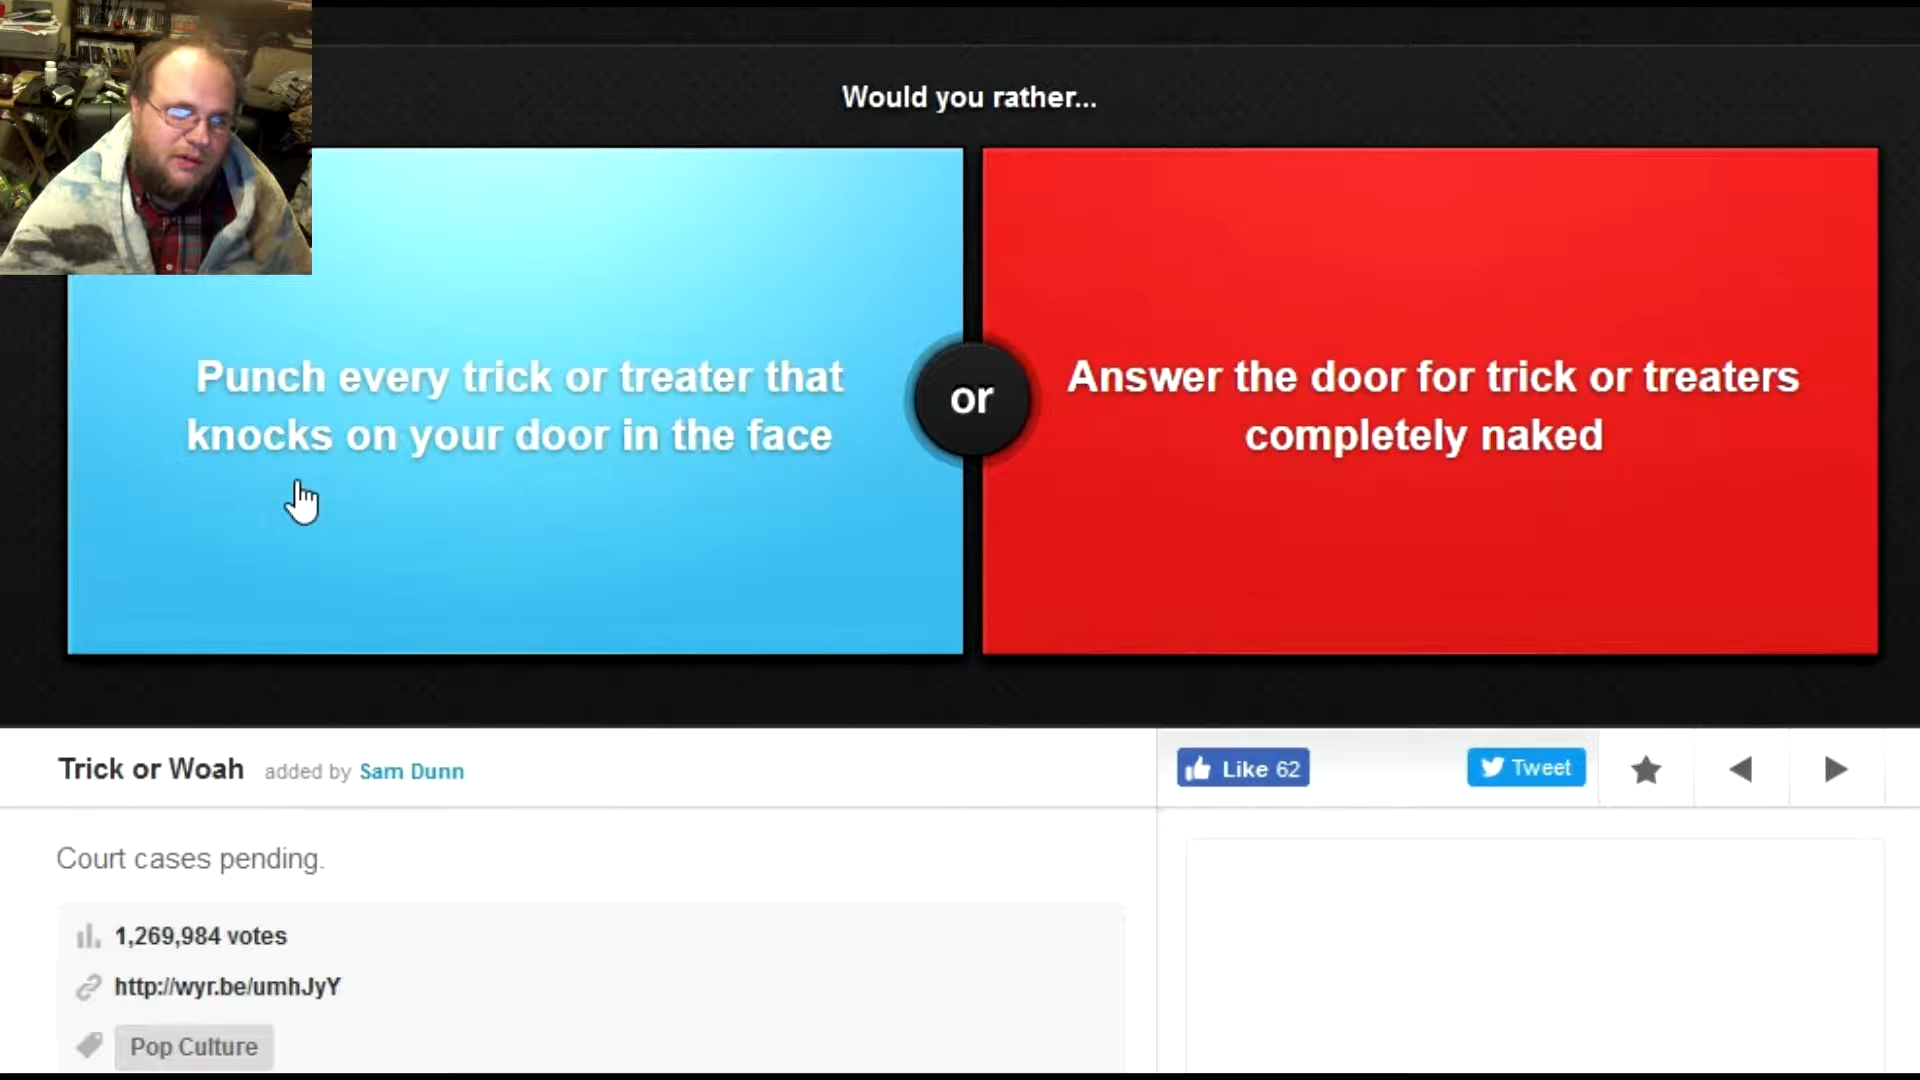 Would you rather...
Punch every trick or treater that
knocks on your door in the face
or
Answer the door for trick or treaters
completely naked
Trick or Woah added by Sam Dunn
Like 62
Tweet
Court cases pending.
1,269,984 votes
http://wyr.be/umhJyY
Pop Culture